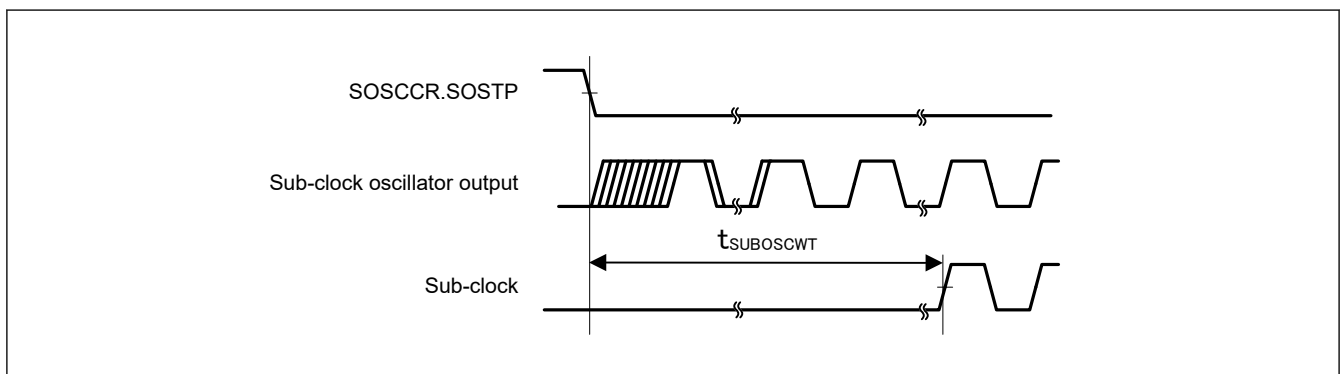 SOSCCR.SOSTP
Sub-clock oscillator output
tSUBOSCWT
Sub-clock